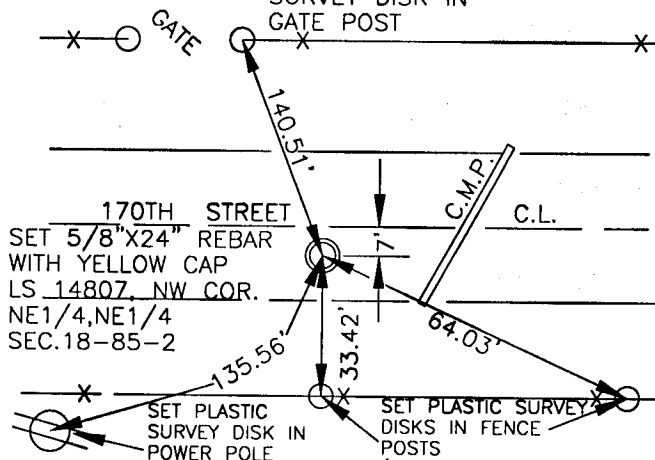 SURVEY DISK IN
GATE POST
GATE
X
X
X
140.51'
C.M.P.
170TH STREET
C.L.
7'
SET 5/8"X24" REBAR
WITH YELLOW CAP
LS 14807, NW COR.
NE1/4,NE1/4
SEC.18-85-2
135.56'
33.42'
64.03'
X
X
X
SET PLASTIC
SURVEY DISK IN
POWER POLE
SET PLASTIC SURVEY
DISKS IN FENCE
POSTS